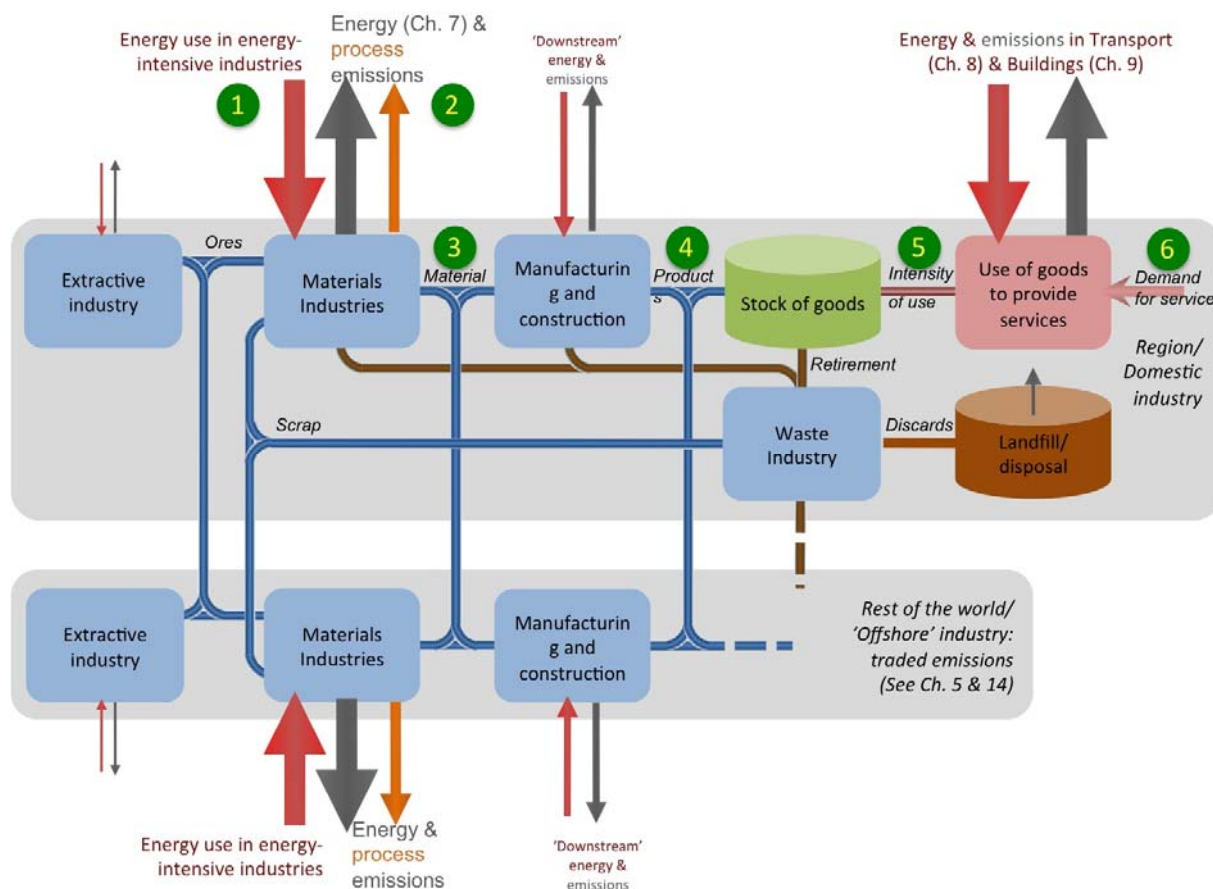 Energy use in energy-
intensive industries
Energy (Ch. 7) &
process
emissions
'Downstream'
energy &
emissions
Energy & emissions in Transport
(Ch. 8) & Buildings (Ch. 9)
1
2
Extractive
industry
Ores
Materials
Industries
3
Material
Manufacturin
g and
construction
4
Product
s
Stock of goods
5
Intensity
of use
Use of goods
to provide
services
6
Demand
for service
Region/
Domestic
industry
Retirement
Scrap
Waste
Industry
Discards
Landfill/
disposal
Extractive
industry
Materials
Industries
Manufacturin
g and
construction
Rest of the world/
'Offshore' industry:
traded emissions
(See Ch. 5 & 14)
Energy use in energy-
intensive industries
Energy &
process
emissions
'Downstream'
energy &
emissions